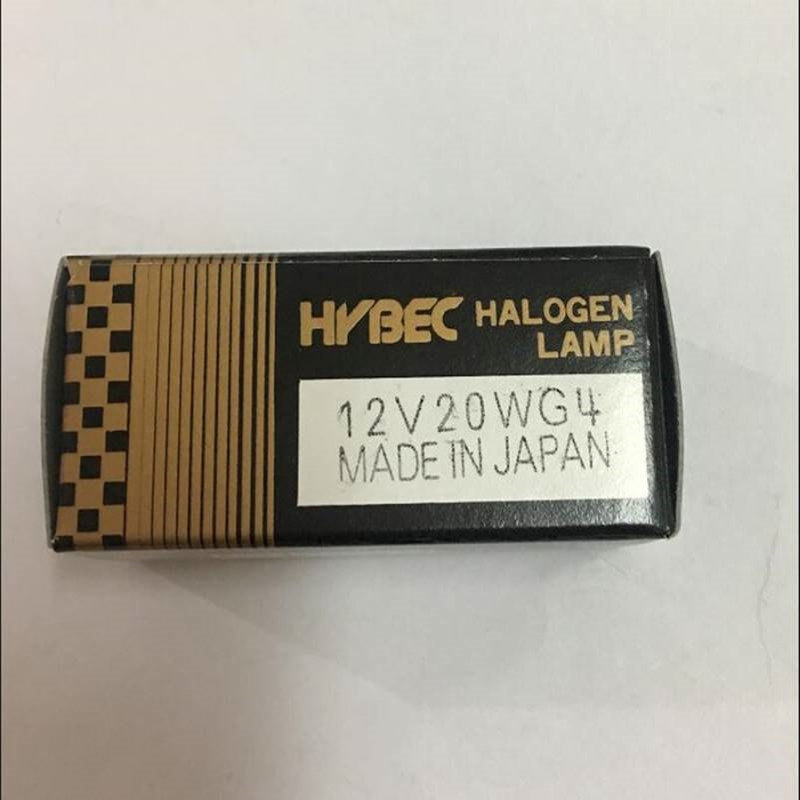 HYBEC HALOGEN
LAMP
12V20WG4
MADE IN JAPAN